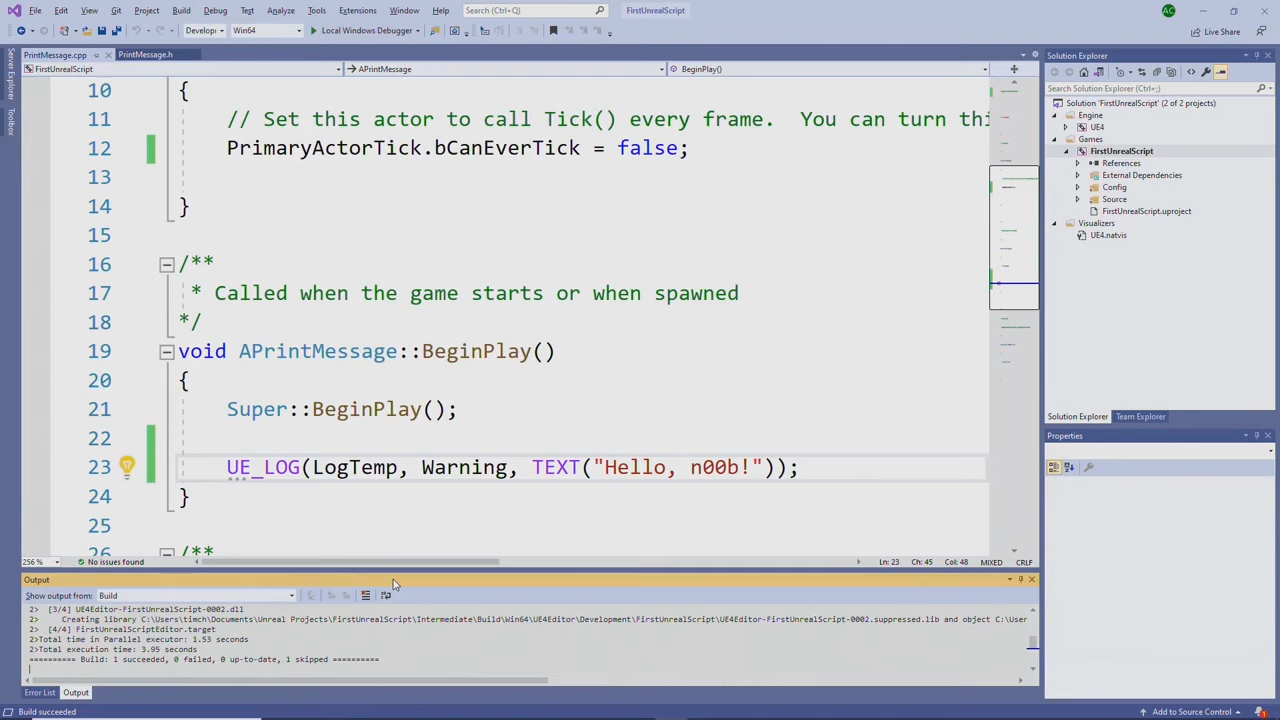 File Edit View Git Project Build Debug Test Analyze Tools Extensions Window Help Search (Ctrl+Q) FirstUnrealScript AC
Develop Win64 Local Windows Debugger Live Share
PrintMessage.cpp PrintMessage.h
FirstUnrealScript APrintMessage BeginPlay()
Server Explorer
Toolbox
10 {
11 // Set this actor to call Tick() every frame.  You can turn thi
12 PrimaryActorTick.bCanEverTick = false;
13
14 }
15
16 /**
17 * Called when the game starts or when spawned
18 */
19 void APrintMessage::BeginPlay()
20 {
21 Super::BeginPlay();
22
23 UE_LOG(LogTemp, Warning, TEXT("Hello, n00b!"));
24 }
25
26 /**
256 % No issues found Ln: 23 Ch: 45 Col: 48 MIXED CRLF
Output
Show output from: Build
2> [3/4] UE4Editor-FirstUnrealScript-0002.dll
2> Creating library C:\Users\timch\Documents\Unreal Projects\FirstUnrealScript\Intermediate\Build\Win64\UE4Editor\Development\FirstUnrealScript\UE4Editor-FirstUnrealScript-0002.suppressed.lib and object C:\User
2> [4/4] FirstUnrealScriptEditor.target
2>Total time in Parallel executor: 1.53 seconds
2>Total execution time: 3.95 seconds
========== Build: 1 succeeded, 0 failed, 0 up-to-date, 1 skipped ==========
Error List Output
Build succeeded Add to Source Control 1
Solution Explorer
Search Solution Explorer (Ctrl+;)
Solution 'FirstUnrealScript' (2 of 2 projects)
Engine
UE4
Games
FirstUnrealScript
References
External Dependencies
Config
Source
FirstUnrealScript.uproject
Visualizers
UE4.natvis
Solution Explorer Team Explorer
Properties